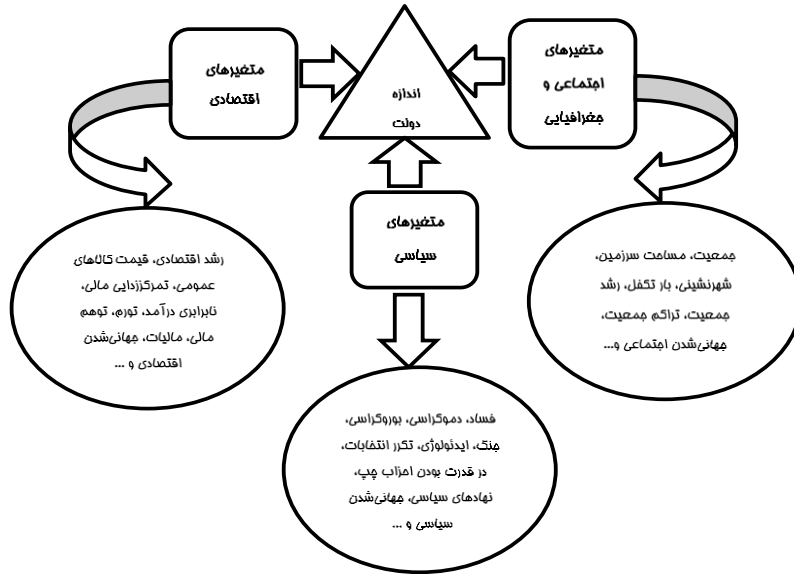 متغیرهای
اجتماعی و
جغرافیایی
اندازه
دولت
متغیرهای
اقتصادی
متغیرهای
سیاسی
جمعیت، مساحت سرزمین،
شهرنشینی، بار تکفل، رشد
جمعیت، تراکم جمعیت،
جهانی‌شدن اجتماعی و...
رشد اقتصادی، قیمت کالاهای
عمومی، تمرکززدایی مالی،
نابرابری درآمد، تورم، توهم
مالی، مالیات، جهانی‌شدن
اقتصادی و ...
فساد، دموکراسی، بوروکراسی،
جنگ، ایدئولوژی، تکرر انتخابات،
در قدرت بودن احزاب چپ،
نهادهای سیاسی، جهانی‌شدن
سیاسی و ...